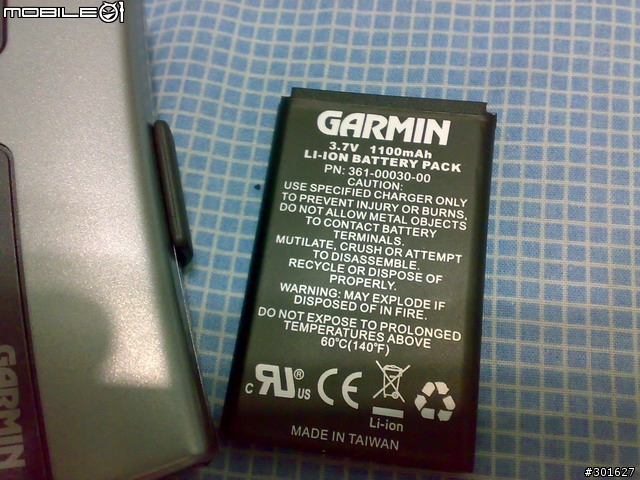 MOBILE01
GARMIN
3.7V 1100mAh
LI-ION BATTERY PACK
PN: 361-00030-00
CAUTION:
USE SPECIFIED CHARGER ONLY
TO PREVENT INJURY OR BURNS,
DO NOT ALLOW METAL OBJECTS
TO CONTACT BATTERY
TERMINALS.
MUTILATE, CRUSH OR ATTEMPT
TO DISASSEMBLE.
RECYCLE OR DISPOSE OF
PROPERLY.
WARNING: MAY EXPLODE IF
DISPOSED OF IN FIRE.
DO NOT EXPOSE TO PROLONGED
TEMPERATURES ABOVE
60°C(140°F)
C RU® US CE
Li-ion
MADE IN TAIWAN
GARMIN
#301627